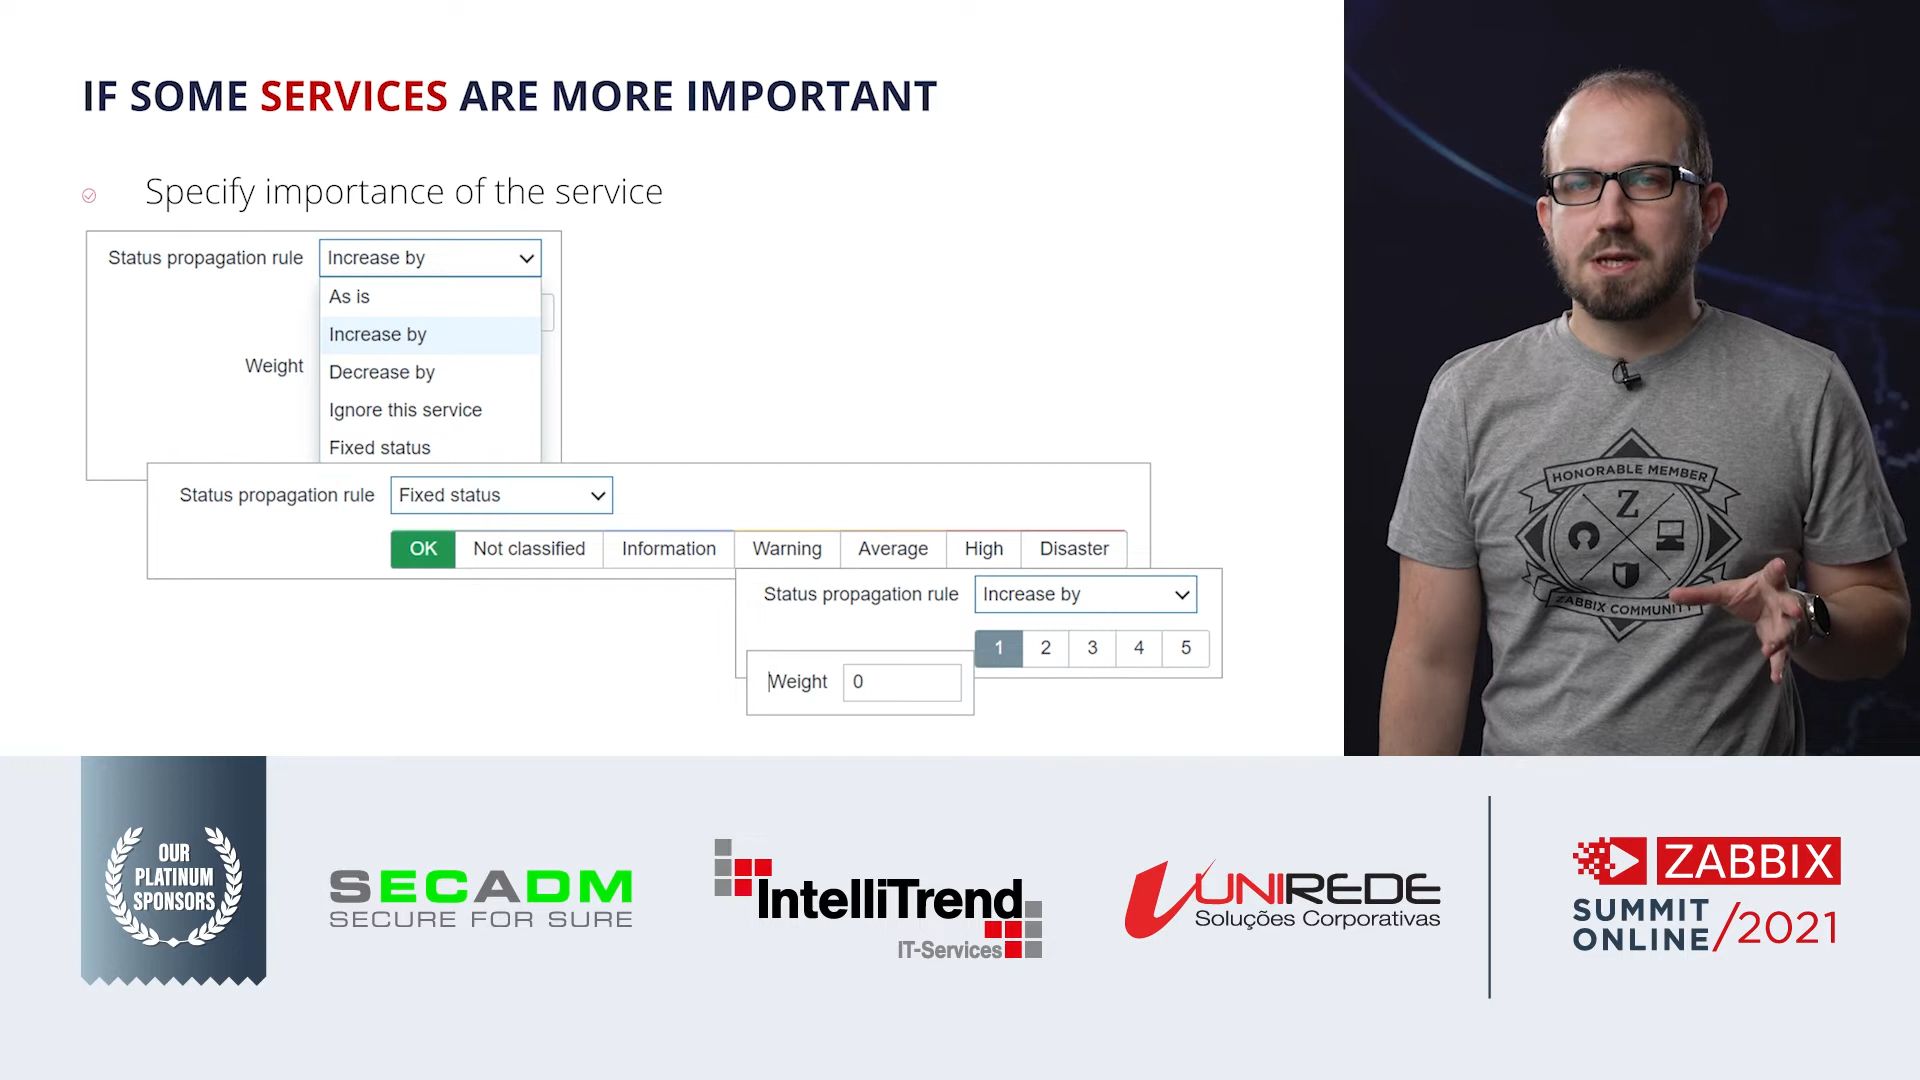 IF SOME SERVICES ARE MORE IMPORTANT
Specify importance of the service
Status propagation rule Increase by
As is
Increase by
Weight
Decrease by
Ignore this service
Fixed status
Status propagation rule Fixed status
OK Not classified Information Warning Average High Disaster
Status propagation rule Increase by
1 2 3 4 5
Weight 0
HONORABLE MEMBER
Z
ZABBIX COMMUNITY
OUR
PLATINUM
SPONSORS
SECADM
SECURE FOR SURE
IntelliTrend
IT-Services
UNIREDE
Soluções Corporativas
ZABBIX
SUMMIT
ONLINE /2021